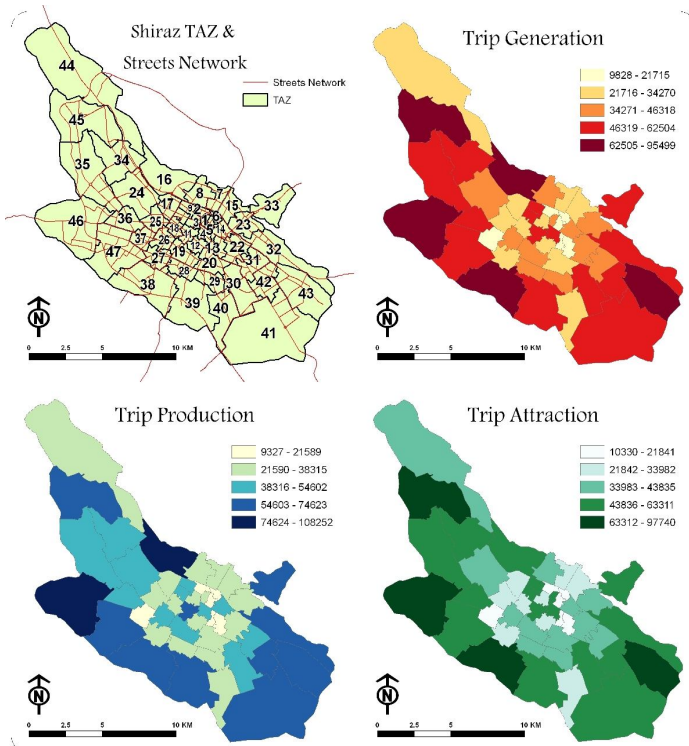 Shiraz TAZ &
Streets Network
Streets Network
TAZ
44
45
35
34
16
24
17
8
7
15
33
23
46
36
25
18
37
26
47
27
19
28
20
22
31
32
29
30
42
43
38
39
40
41
N
0 2.5 5 10 KM
Trip Generation
9828 - 21715
21716 - 34270
34271 - 46318
46319 - 62504
62505 - 95499
N
0 2.5 5 10 KM
Trip Production
9327 - 21589
21590 - 38315
38316 - 54602
54603 - 74623
74624 - 108252
N
0 2.5 5 10 KM
Trip Attraction
10330 - 21841
21842 - 33982
33983 - 43835
43836 - 63311
63312 - 97740
N
0 2.5 5 10 KM